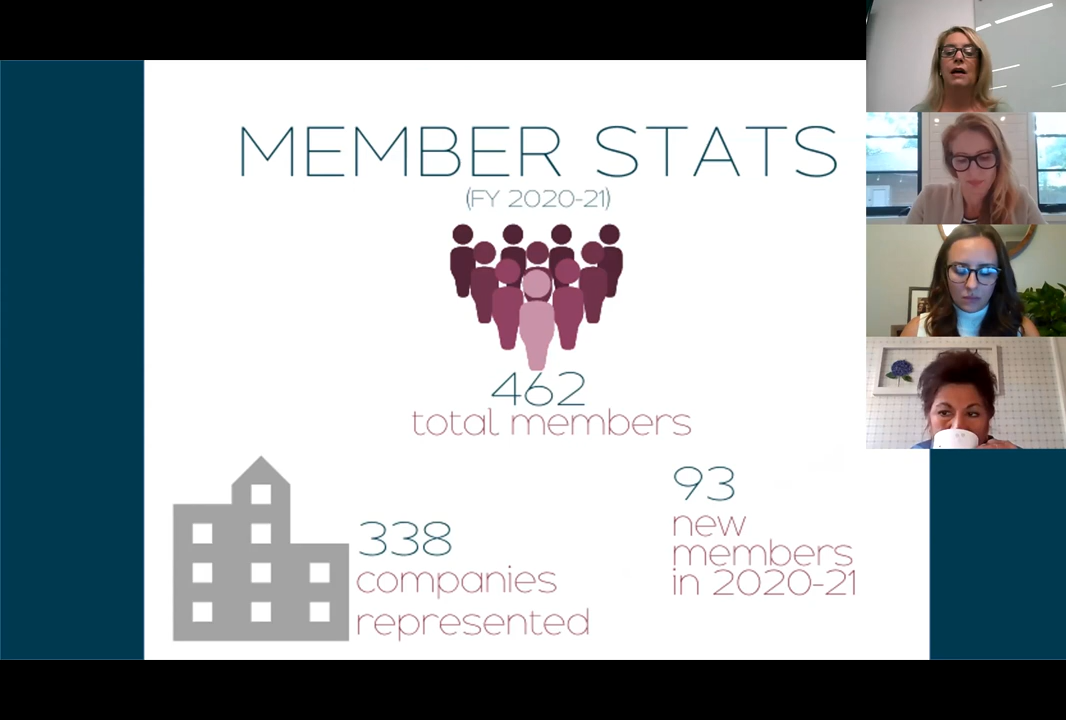 MEMBER STATS
(FY 2020-21)
462
total members
338
companies
represented
93
new
members
in 2020-21